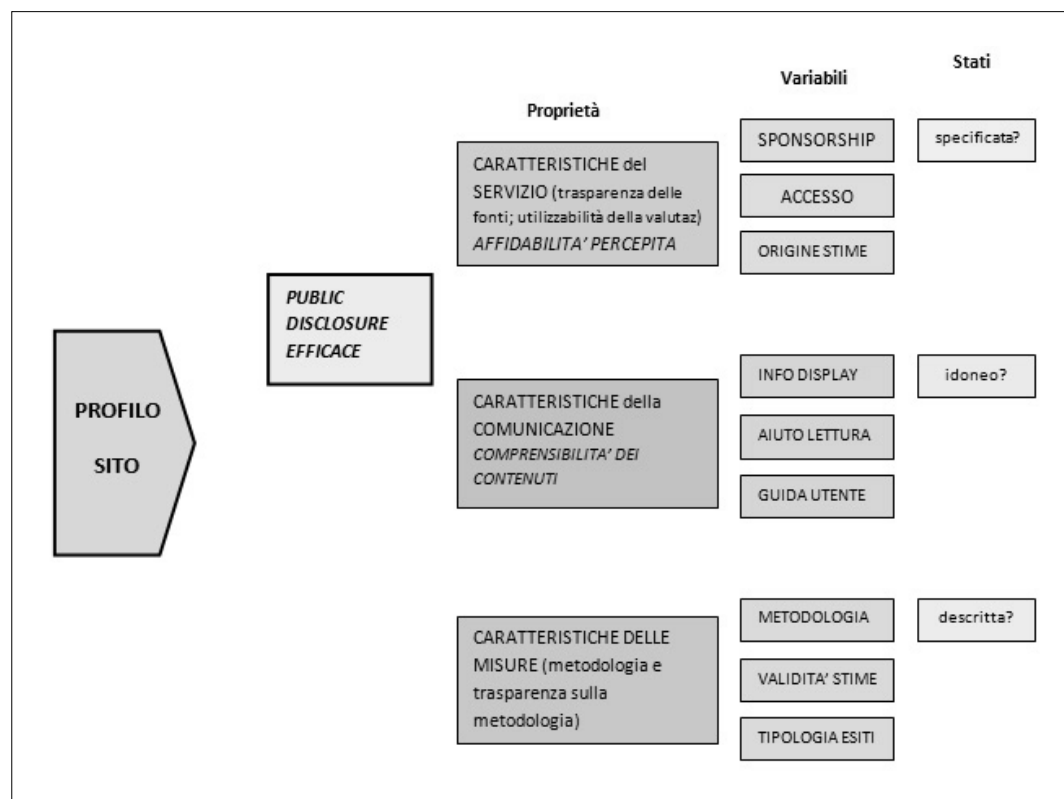 Stati
Variabili
Proprietà
SPONSORSHIP
specificata?
CARATTERISTICHE del
SERVIZIO (trasparenza delle
fonti; utilizzabilità della valutaz)
AFFIDABILITA' PERCEPITA
ACCESSO
ORIGINE STIME
PUBLIC
DISCLOSURE
EFFICACE
PROFILO
SITO
INFO DISPLAY
idoneo?
CARATTERISTICHE della
COMUNICAZIONE
COMPRENSIBILITA' DEI
CONTENUTI
AIUTO LETTURA
GUIDA UTENTE
METODOLOGIA
descritta?
CARATTERISTICHE DELLE
MISURE (metodologia e
trasparenza sulla
metodologia)
VALIDITA' STIME
TIPOLOGIA ESITI